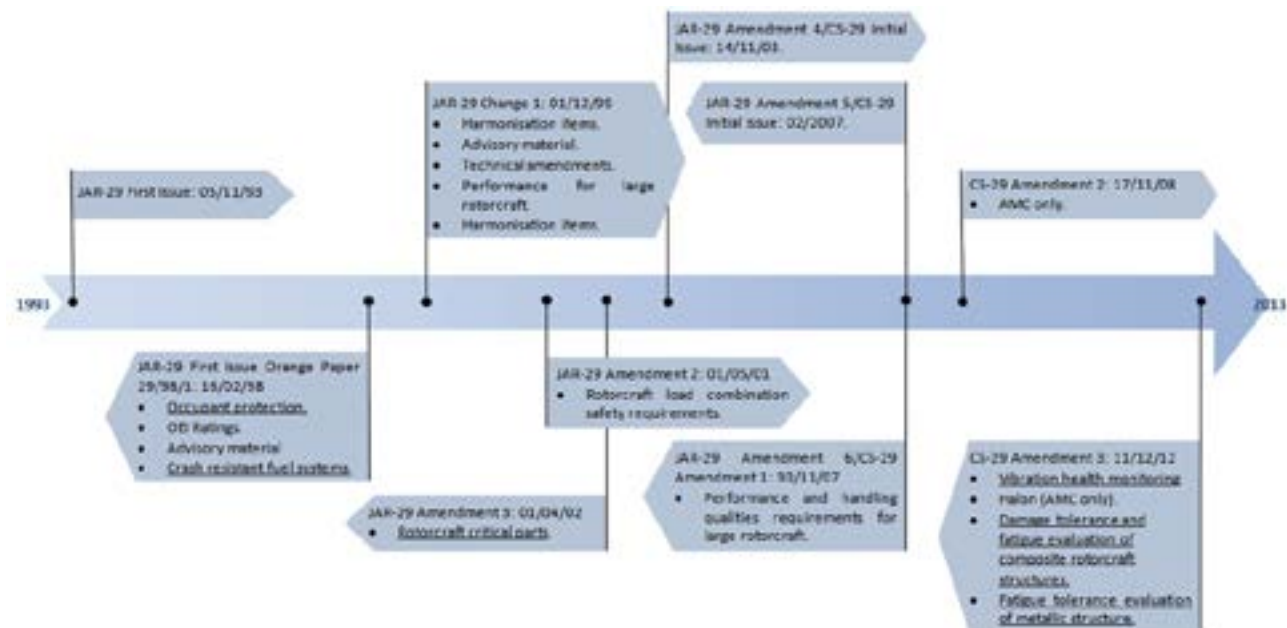 JAR-29 Amendment 4/CS-29 Initial
Issue: 14/11/03.
JAR-29 Change 1: 01/12/99
• Harmonisation items.
• Advisory material.
• Technical amendments.
• Performance for large
rotorcraft.
• Harmonisation items.
JAR-29 Amendment 5/CS-29
Initial Issue: 02/2007.
JAR-29 First Issue: 05/11/93
CS-29 Amendment 2: 17/11/08
• AMC only.
1993
2013
JAR-29 First Issue Orange Paper
29/98/1: 16/02/98
• Occupant protection.
• OEI Ratings.
• Advisory material
• Crash resistant fuel systems.
JAR-29 Amendment 2: 01/05/01
• Rotorcraft load combination
safety requirements.
JAR-29 Amendment 3: 01/04/02
• Rotorcraft critical parts
JAR-29 Amendment 6/CS-29
Amendment 1: 30/11/07
• Performance and handling
qualities requirements for
large rotorcraft.
CS-29 Amendment 3: 11/12/12
• Vibration health monitoring
• Halon (AMC only).
• Damage tolerance and
fatigue evaluation of
composite rotorcraft
structures.
• Fatigue tolerance evaluation
of metallic structure.